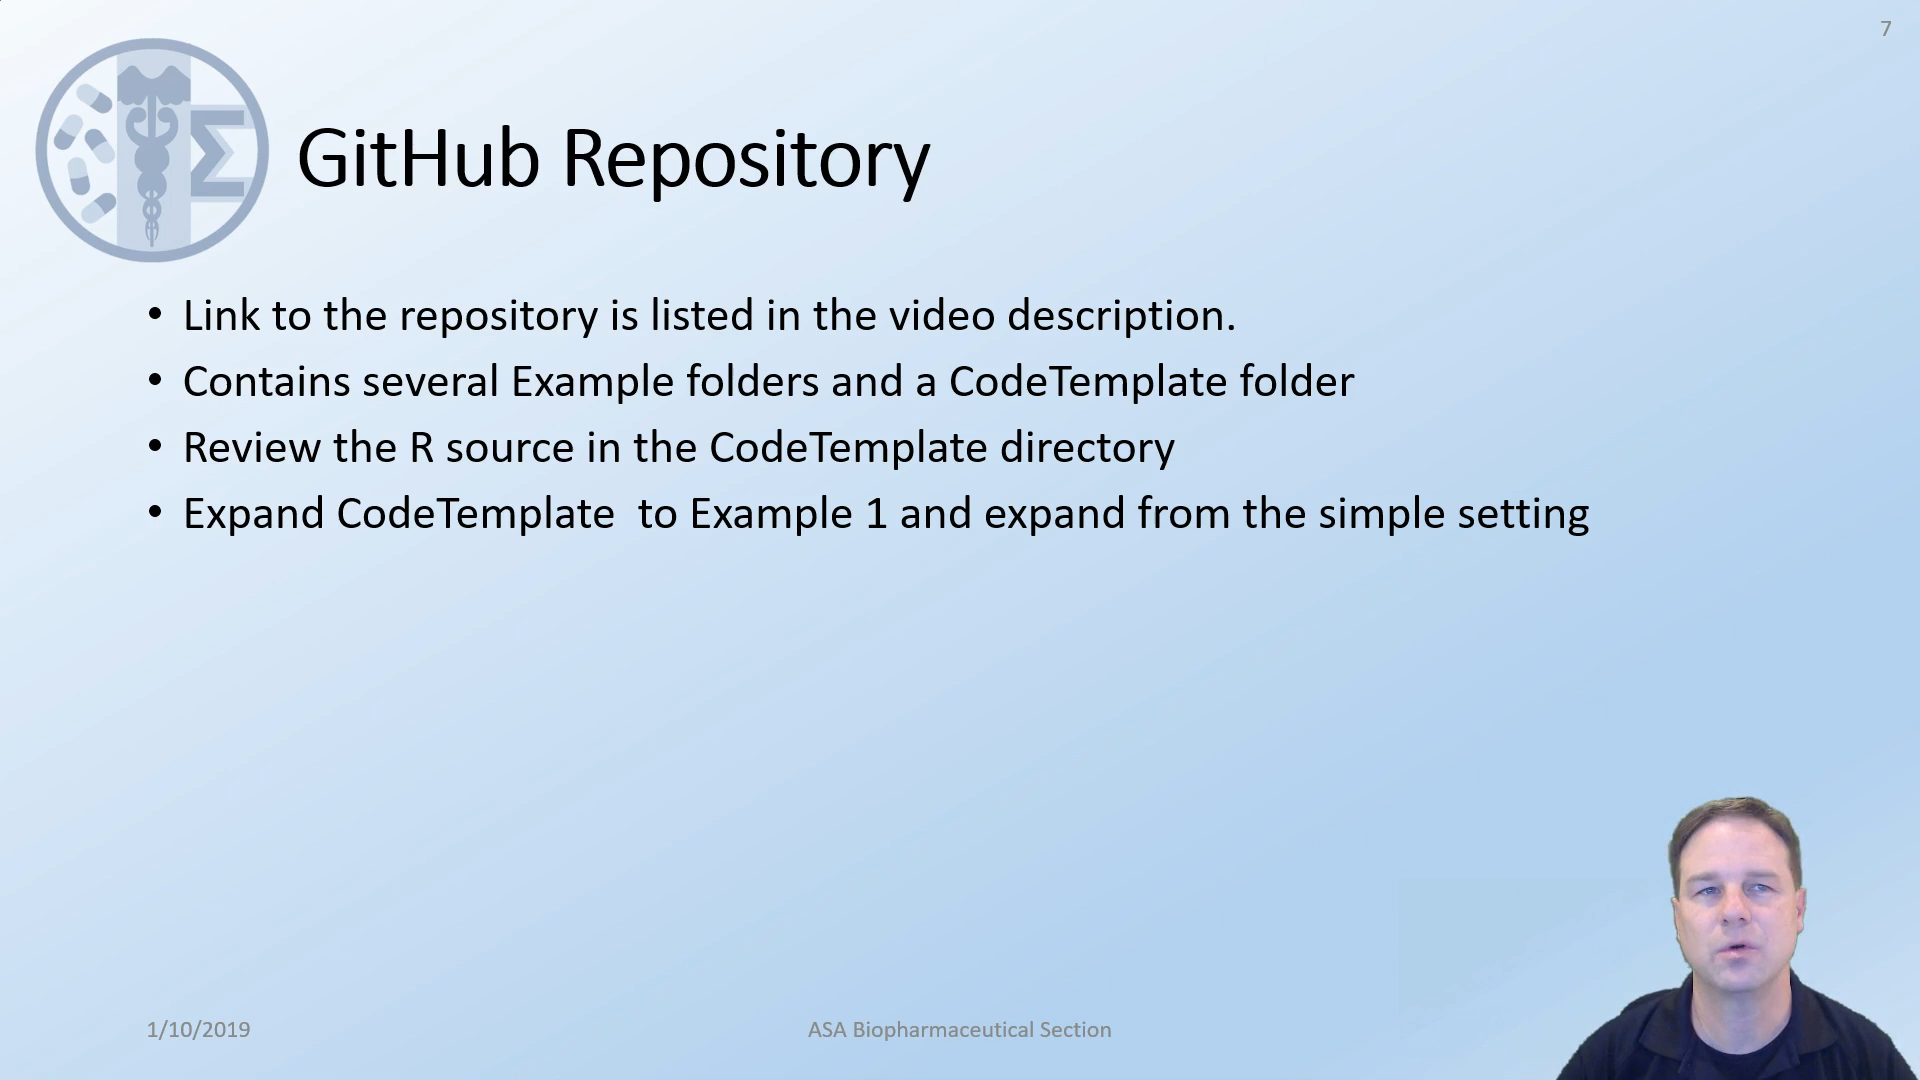 7
GitHub Repository
• Link to the repository is listed in the video description.
• Contains several Example folders and a CodeTemplate folder
• Review the R source in the CodeTemplate directory
• Expand CodeTemplate  to Example 1 and expand from the simple setting
1/10/2019
ASA Biopharmaceutical Section